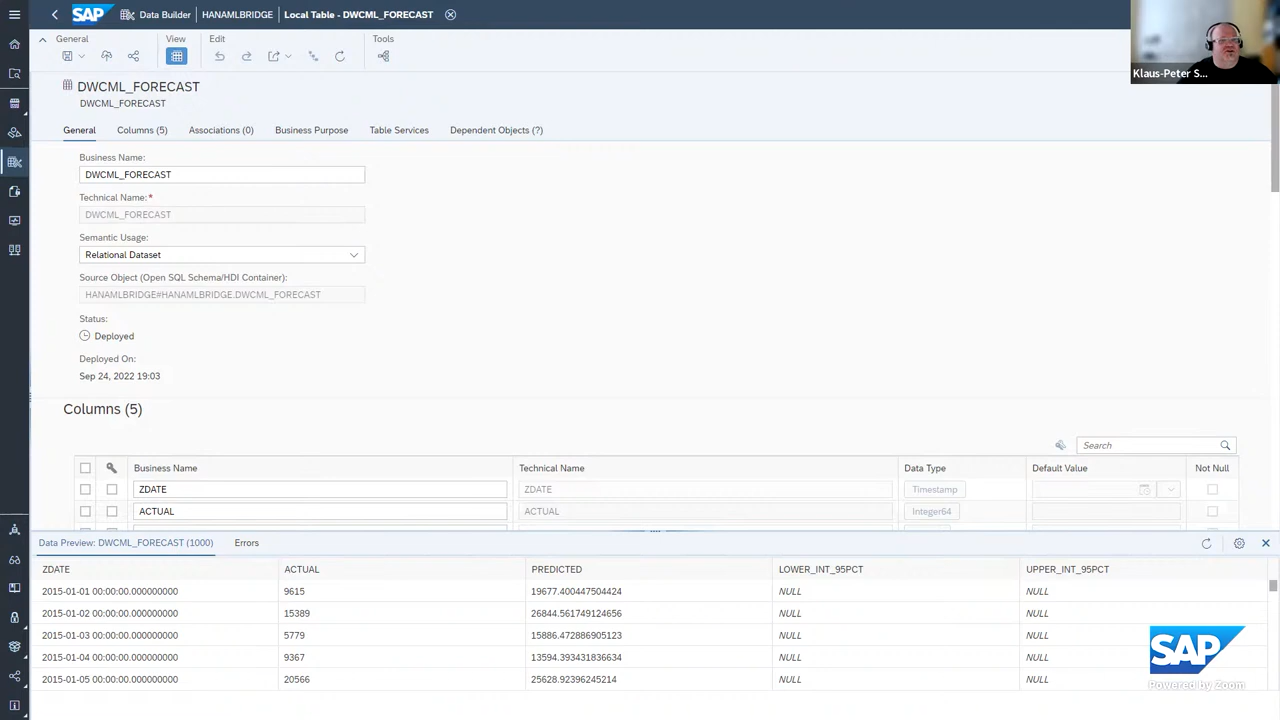 SAP Data Builder HANAMLBRIDGE Local Table - DWCML_FORECAST
General View Edit Tools
Klaus-Peter S...
DWCML_FORECAST
DWCML_FORECAST
General Columns (5) Associations (0) Business Purpose Table Services Dependent Objects (?)
Business Name:
DWCML_FORECAST
Technical Name:*
DWCML_FORECAST
Semantic Usage:
Relational Dataset
Source Object (Open SQL Schema/HDI Container):
HANAMLBRIDGE#HANAMLBRIDGE.DWCML_FORECAST
Status:
Deployed
Deployed On:
Sep 24, 2022 19:03
Columns (5)
Search
Business Name Technical Name Data Type Default Value Not Null
ZDATE ZDATE Timestamp
ACTUAL ACTUAL Integer64
Data Preview: DWCML_FORECAST (1000) Errors
ZDATE ACTUAL PREDICTED LOWER_INT_95PCT UPPER_INT_95PCT
2015-01-01 00:00:00.000000000 9615 19677.400447504424 NULL NULL
2015-01-02 00:00:00.000000000 15389 26844.561749124656 NULL NULL
2015-01-03 00:00:00.000000000 5779 15886.472886905123 NULL NULL
2015-01-04 00:00:00.000000000 9367 13594.393431836634 NULL NULL
2015-01-05 00:00:00.000000000 20566 25628.92396245214 NULL NULL
SAP
Powered by Zoom